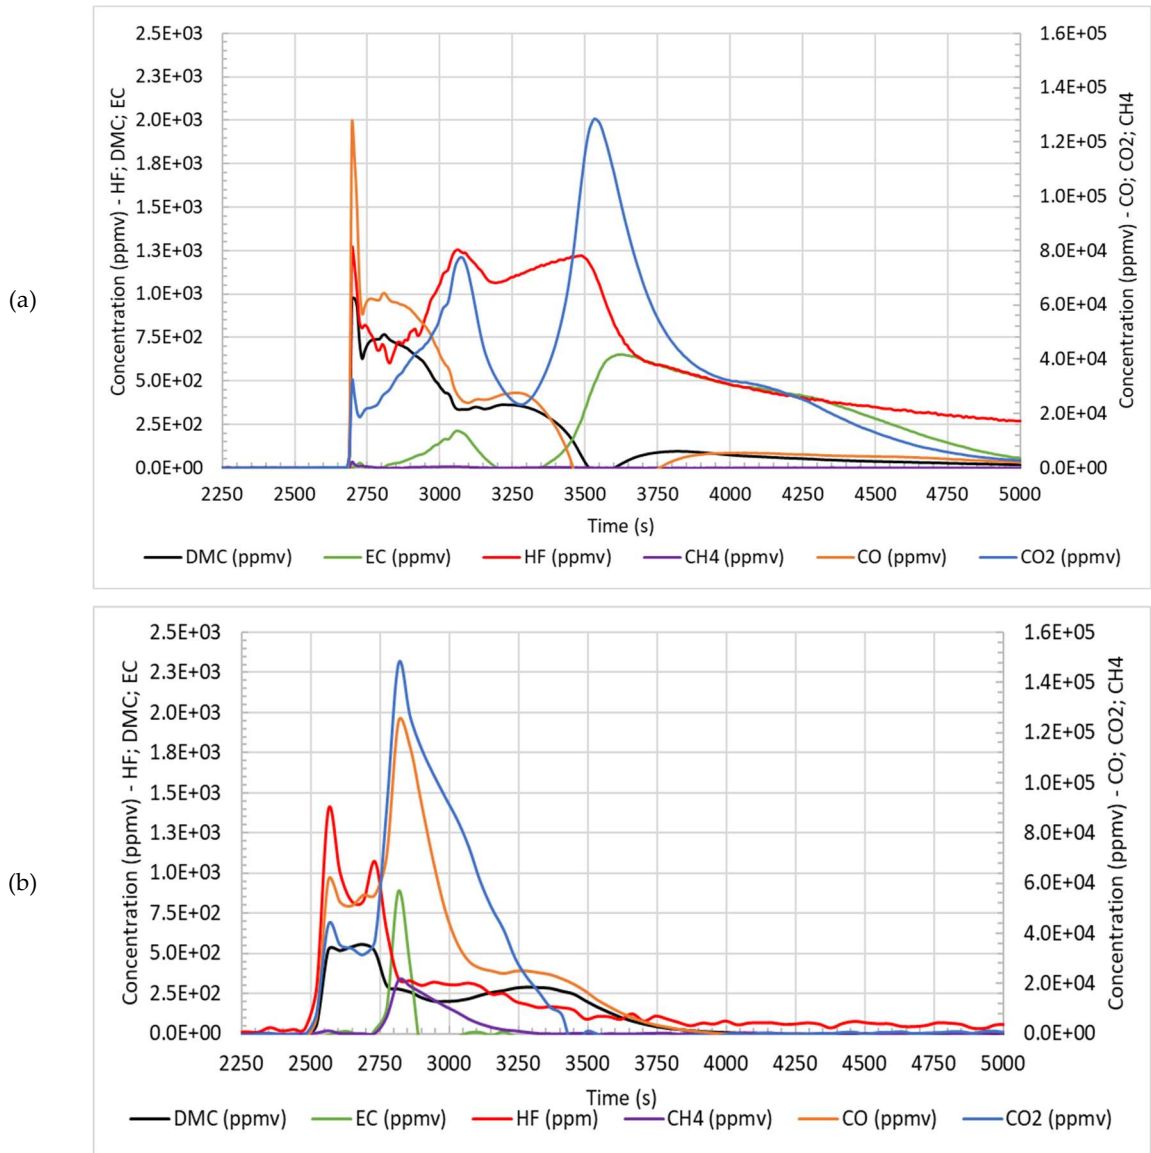 (a)
Concentration (ppmv) - HF; DMC; EC
2.5E+03
2.3E+03
2.0E+03
1.8E+03
1.5E+03
1.3E+03
1.0E+03
7.5E+02
5.0E+02
2.5E+02
0.0E+00
1.6E+05
1.4E+05
1.2E+05
1.0E+05
8.0E+04
6.0E+04
4.0E+04
2.0E+04
0.0E+00
Concentration (ppmv) - CO; CO2; CH4
2250 2500 2750 3000 3250 3500 3750 4000 4250 4500 4750 5000
Time (s)
DMC (ppmv) EC (ppmv) HF (ppmv) CH4 (ppmv) CO (ppmv) CO2 (ppmv)
(b)
Concentration (ppmv) - HF; DMC; EC
2.5E+03
2.3E+03
2.0E+03
1.8E+03
1.5E+03
1.3E+03
1.0E+03
7.5E+02
5.0E+02
2.5E+02
0.0E+00
1.6E+05
1.4E+05
1.2E+05
1.0E+05
8.0E+04
6.0E+04
4.0E+04
2.0E+04
0.0E+00
Concentration (ppmv) - CO; CO2; CH4
2250 2500 2750 3000 3250 3500 3750 4000 4250 4500 4750 5000
Time (s)
DMC (ppmv) EC (ppmv) HF (ppm) CH4 (ppmv) CO (ppmv) CO2 (ppmv)